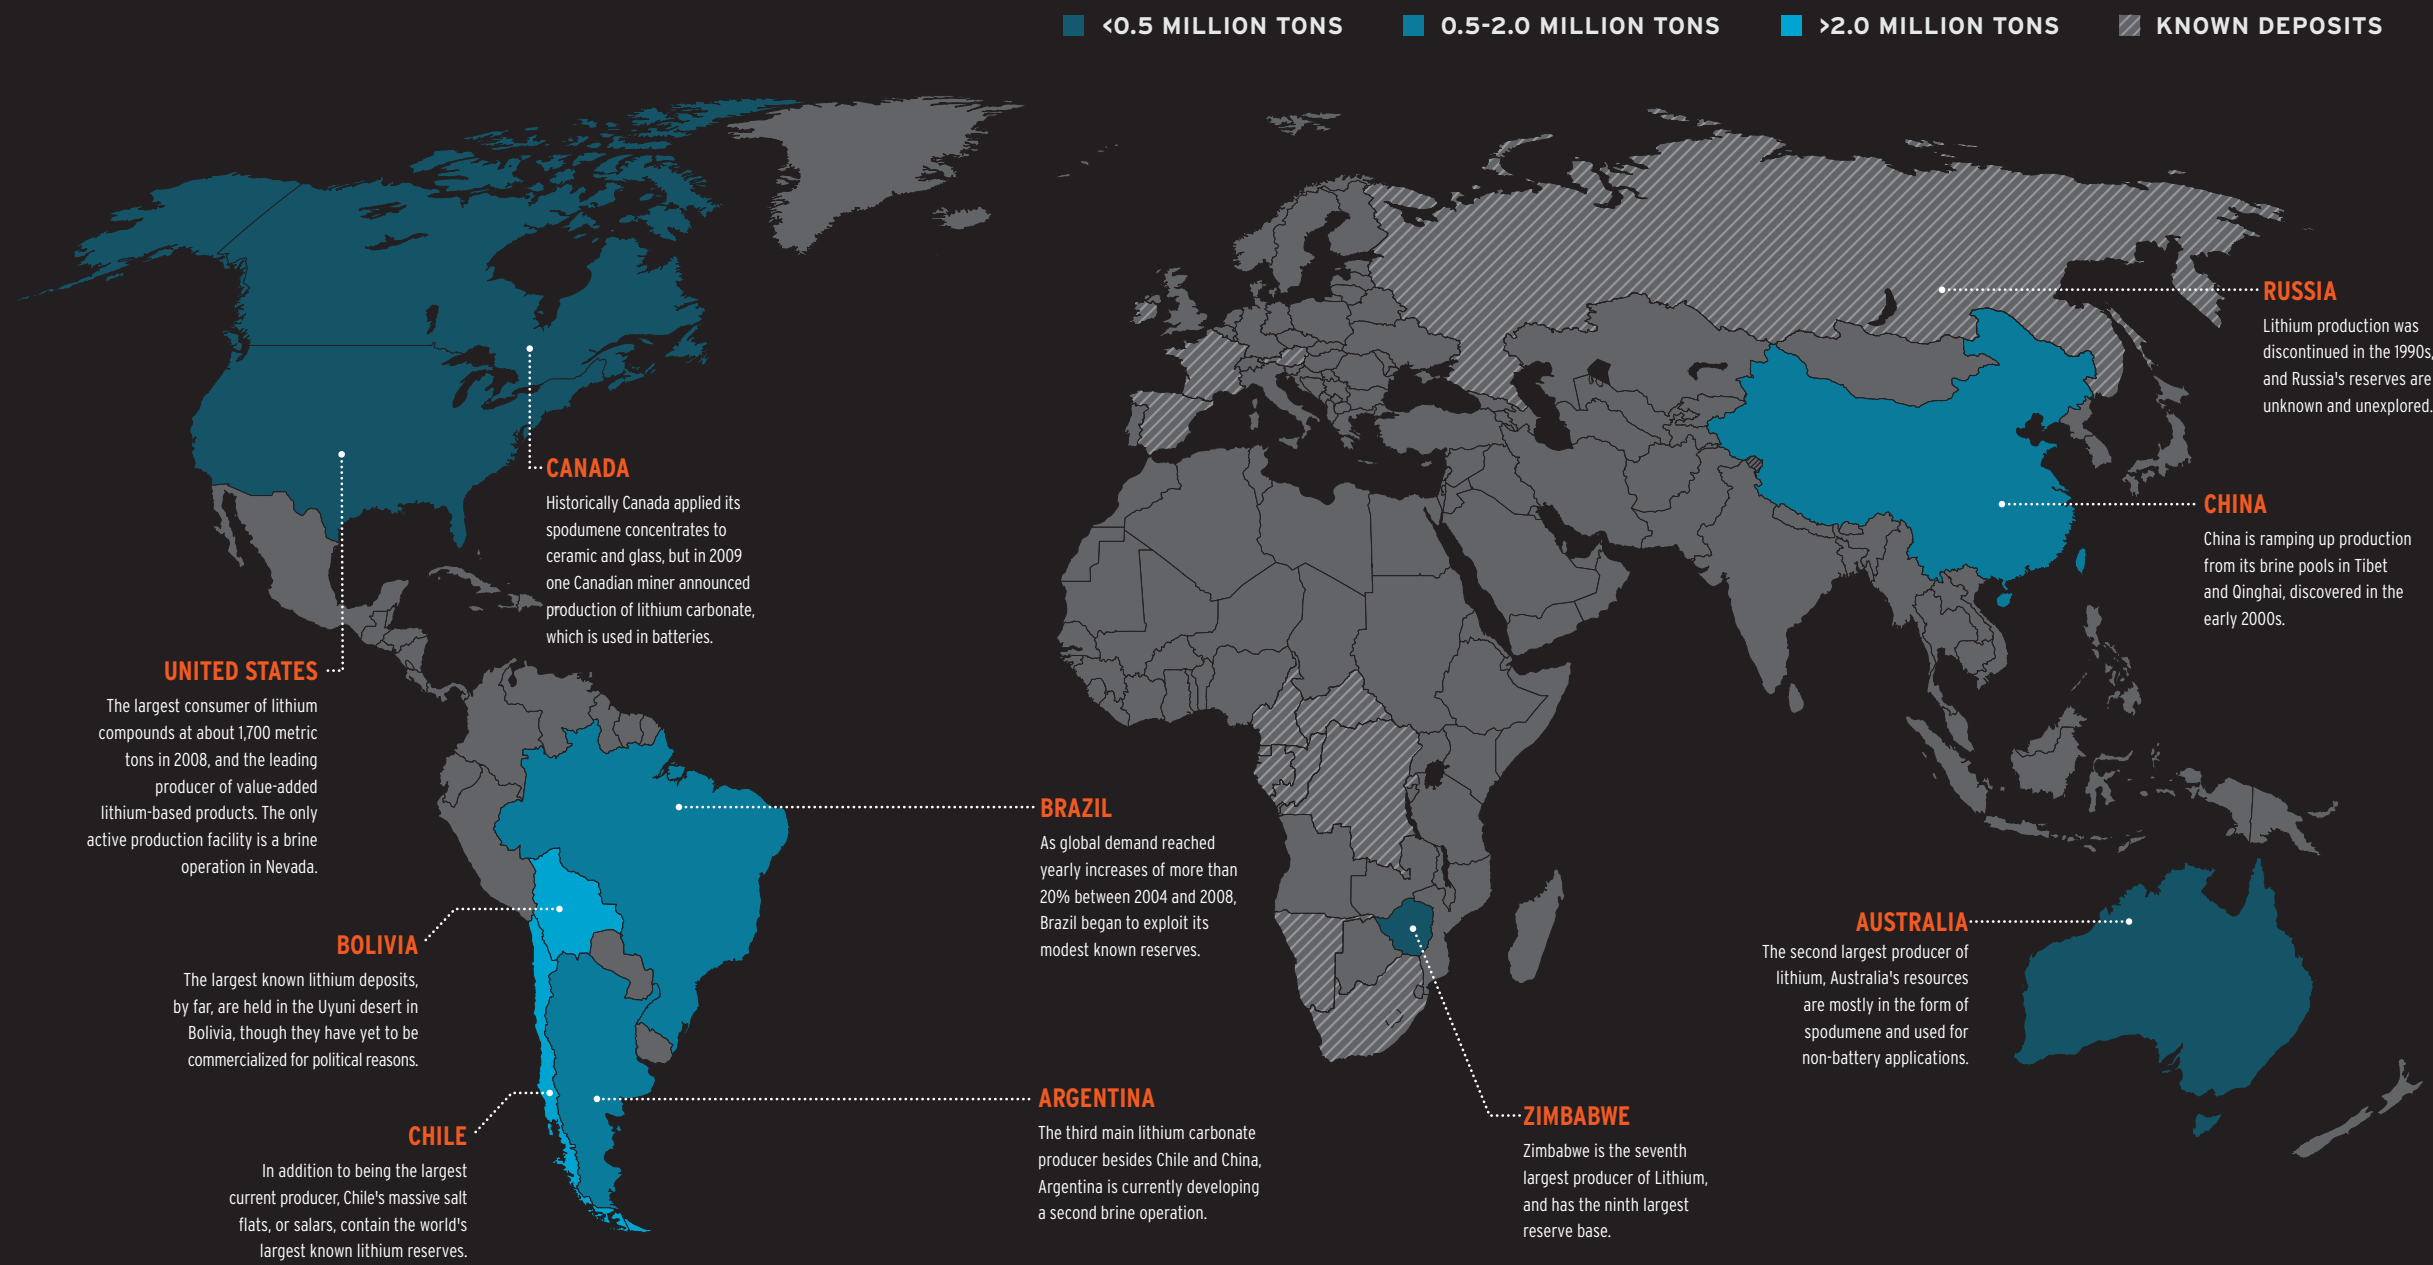 <0.5 MILLION TONS
0.5-2.0 MILLION TONS
>2.0 MILLION TONS
KNOWN DEPOSITS
RUSSIA
Lithium production was
discontinued in the 1990s,
and Russia's reserves are
unknown and unexplored.
CANADA
Historically Canada applied its
spodumene concentrates to
ceramic and glass, but in 2009
one Canadian miner announced
production of lithium carbonate,
which is used in batteries.
CHINA
China is ramping up production
from its brine pools in Tibet
and Qinghai, discovered in the
early 2000s.
UNITED STATES
The largest consumer of lithium
compounds at about 1,700 metric
tons in 2008, and the leading
producer of value-added
lithium-based products. The only
active production facility is a brine
operation in Nevada.
BRAZIL
As global demand reached
yearly increases of more than
20% between 2004 and 2008,
Brazil began to exploit its
modest known reserves.
BOLIVIA
The largest known lithium deposits,
by far, are held in the Uyuni desert in
Bolivia, though they have yet to be
commercialized for political reasons.
AUSTRALIA
The second largest producer of
lithium, Australia's resources
are mostly in the form of
spodumene and used for
non-battery applications.
CHILE
In addition to being the largest
current producer, Chile's massive salt
flats, or salars, contain the world's
largest known lithium reserves.
ARGENTINA
The third main lithium carbonate
producer besides Chile and China,
Argentina is currently developing
a second brine operation.
ZIMBABWE
Zimbabwe is the seventh
largest producer of Lithium,
and has the ninth largest
reserve base.